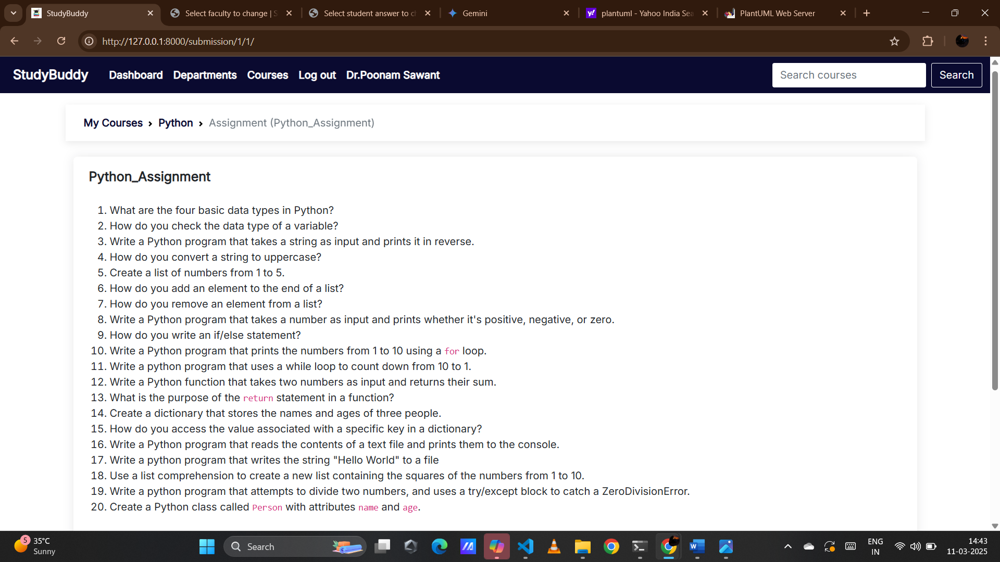 StudyBuddy
Select faculty to change | S
Select student answer to c
Gemini
plantuml - Yahoo India Sea
PlantUML Web Server
http://127.0.0.1:8000/submission/1/1/
StudyBuddy Dashboard Departments Courses Log out Dr.Poonam Sawant Search courses Search
My Courses › Python › Assignment (Python_Assignment)
Python_Assignment
1. What are the four basic data types in Python?
2. How do you check the data type of a variable?
3. Write a Python program that takes a string as input and prints it in reverse.
4. How do you convert a string to uppercase?
5. Create a list of numbers from 1 to 5.
6. How do you add an element to the end of a list?
7. How do you remove an element from a list?
8. Write a Python program that takes a number as input and prints whether it's positive, negative, or zero.
9. How do you write an if/else statement?
10. Write a Python program that prints the numbers from 1 to 10 using a for loop.
11. Write a python program that uses a while loop to count down from 10 to 1.
12. Write a Python function that takes two numbers as input and returns their sum.
13. What is the purpose of the return statement in a function?
14. Create a dictionary that stores the names and ages of three people.
15. How do you access the value associated with a specific key in a dictionary?
16. Write a Python program that reads the contents of a text file and prints them to the console.
17. Write a python program that writes the string "Hello World" to a file
18. Use a list comprehension to create a new list containing the squares of the numbers from 1 to 10.
19. Write a python program that attempts to divide two numbers, and uses a try/except block to catch a ZeroDivisionError.
20. Create a Python class called Person with attributes name and age.
5
35°C
Sunny
Search
ENG
IN
14:43
11-03-2025